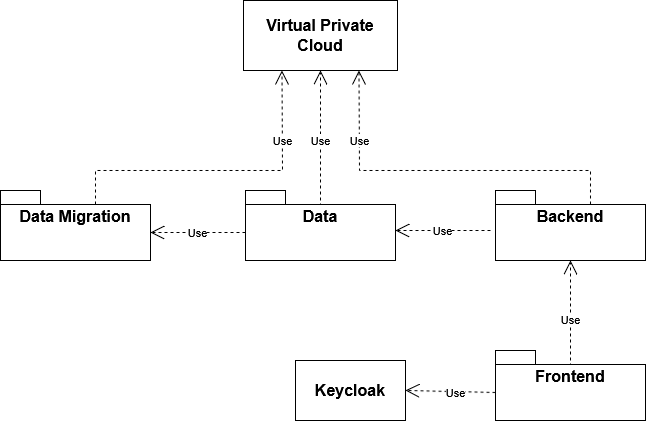 Virtual Private
Cloud
Use
Use
Use
Data Migration
Data
Backend
Use
Use
Use
Keycloak
Use
Frontend